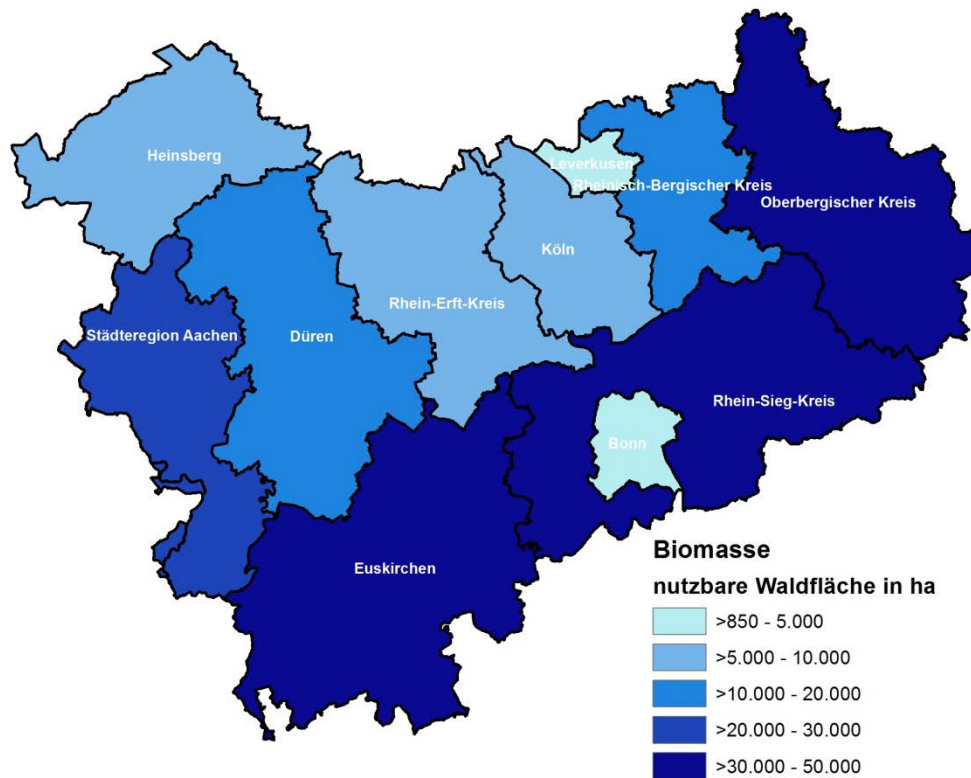 Heinsberg
Leverkusen
Rheinisch-Bergischer Kreis
Oberbergischer Kreis
Köln
Rhein-Erft-Kreis
Städteregion Aachen
Düren
Rhein-Sieg-Kreis
Bonn
Euskirchen
Biomasse
nutzbare Waldfläche in ha
>850 - 5.000
>5.000 - 10.000
>10.000 - 20.000
>20.000 - 30.000
>30.000 - 50.000